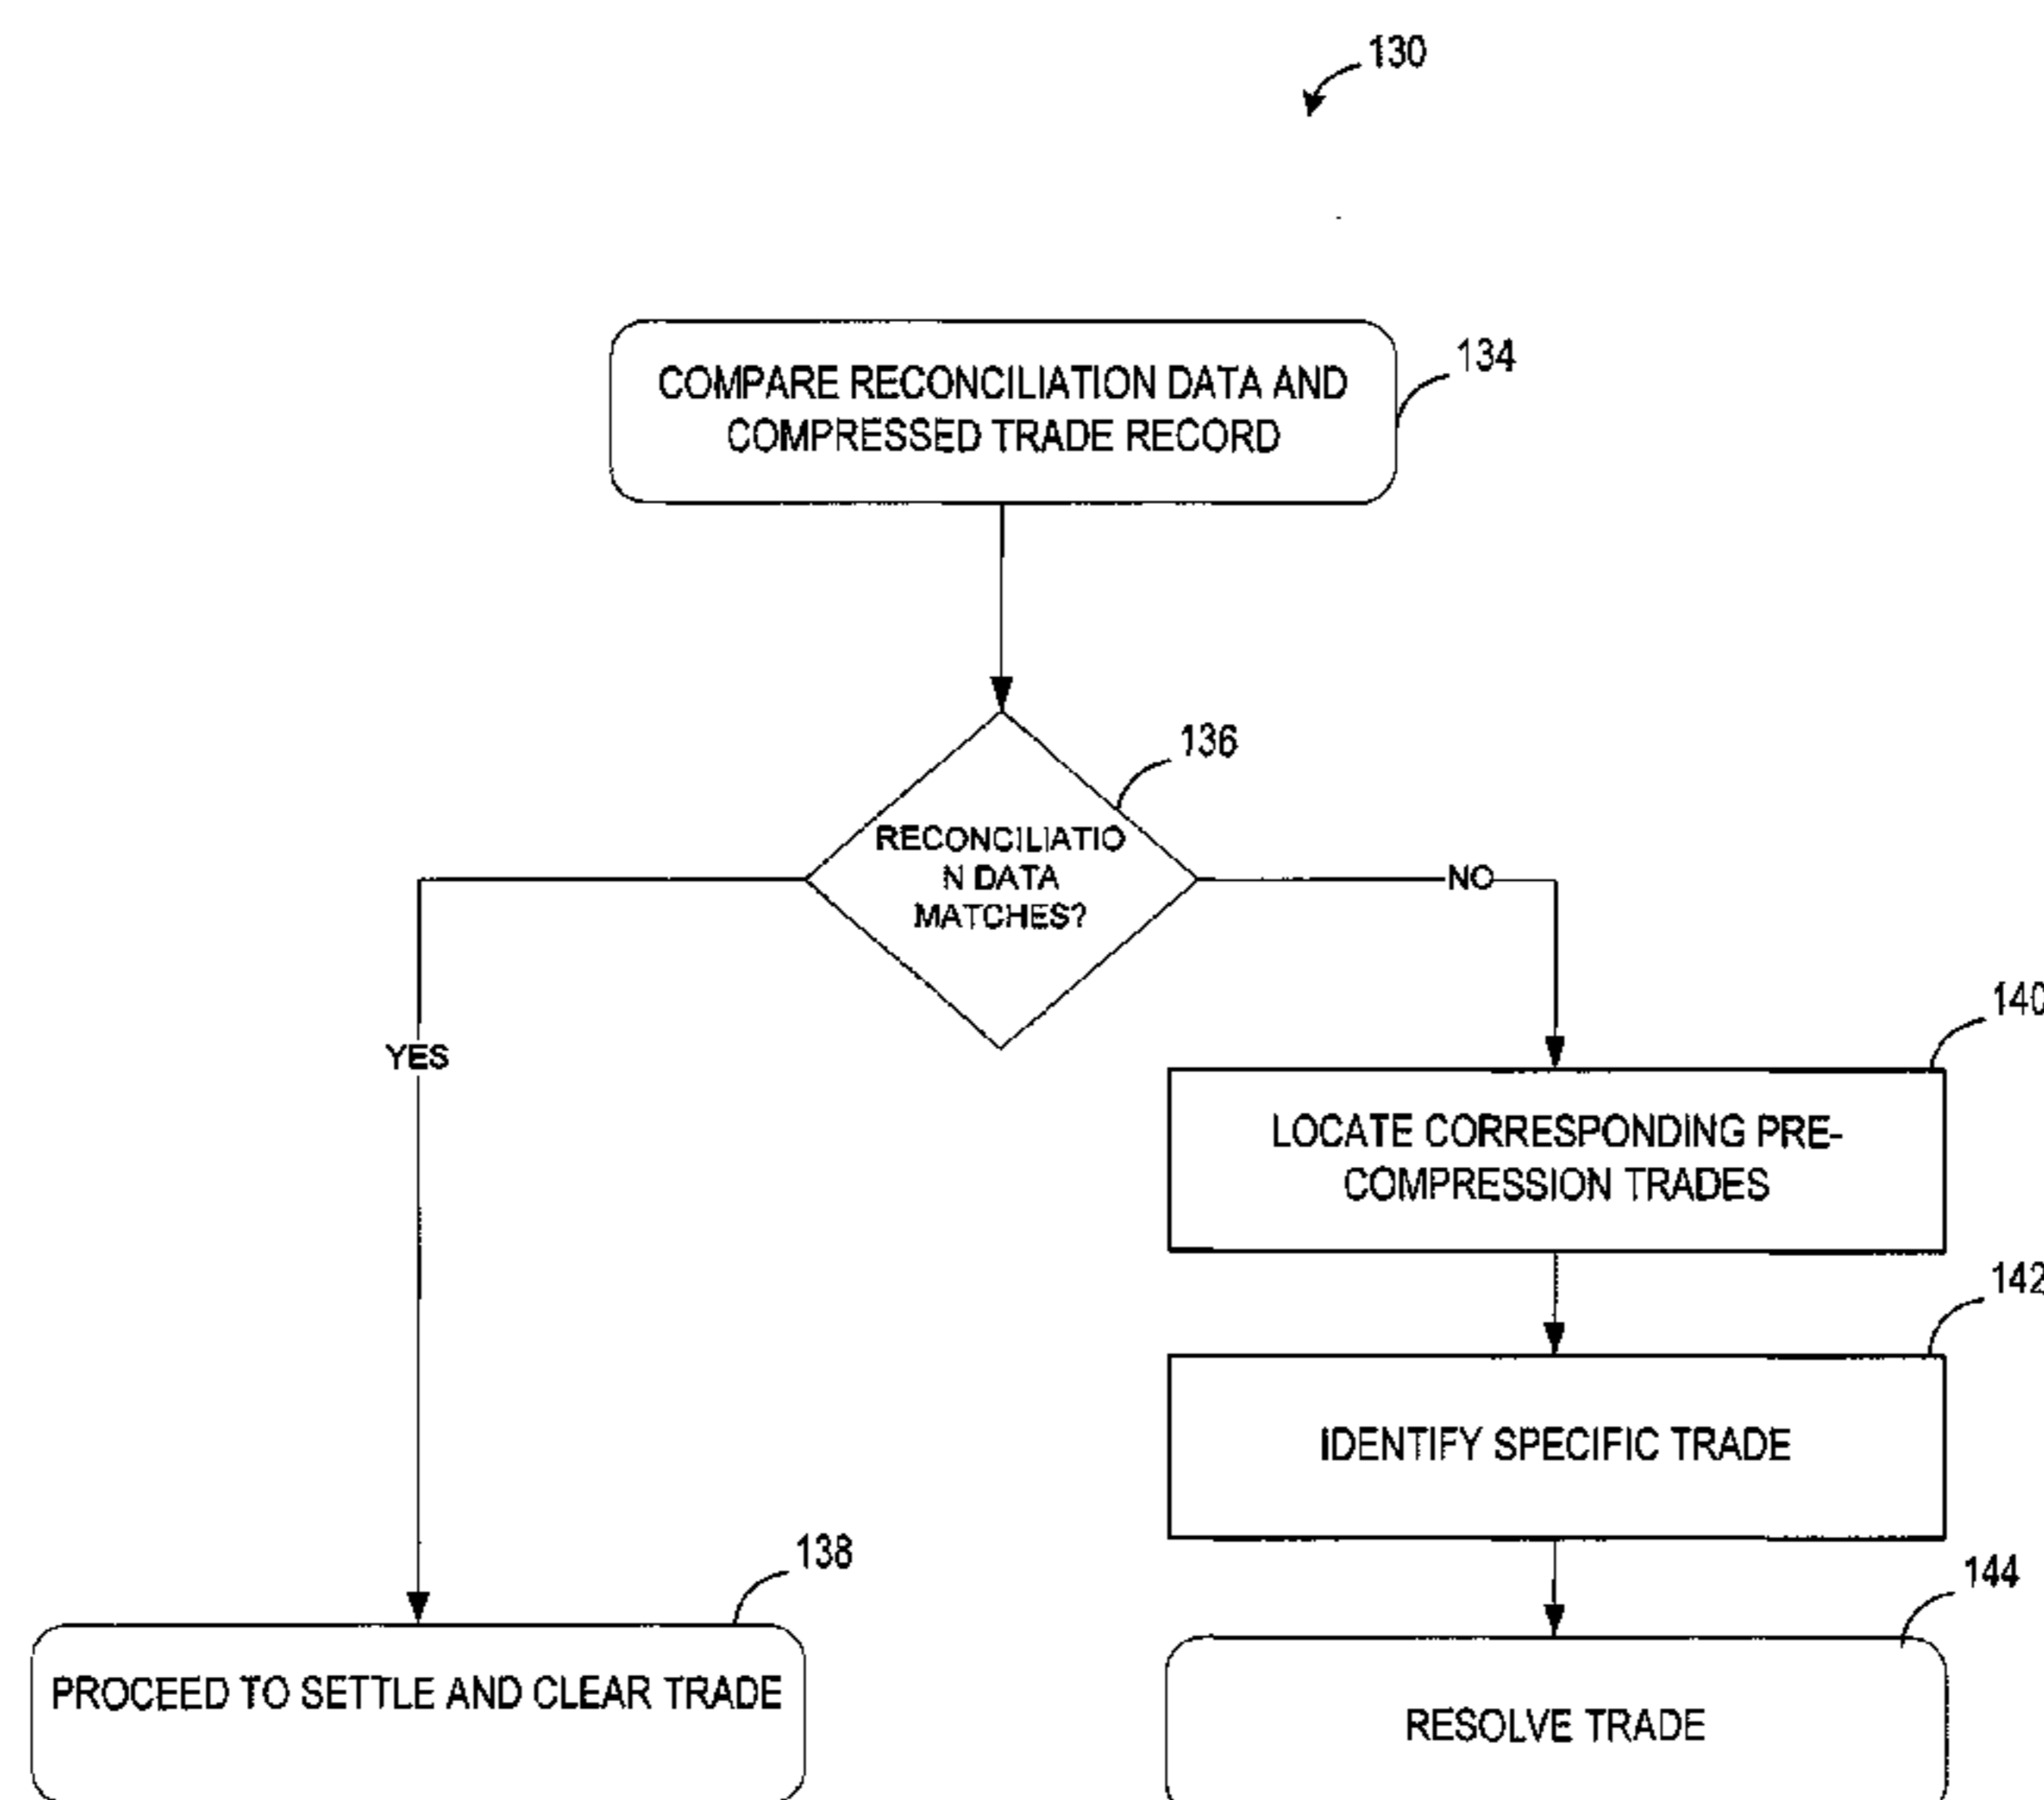 130
134
COMPARE RECONCILIATION DATA AND
COMPRESSED TRADE RECORD
136
RECONCILIATIO
N DATA
MATCHES?
NO
YES
140
LOCATE CORRESPONDING PRE-
COMPRESSION TRADES
142
IDENTIFY SPECIFIC TRADE
138
144
PROCEED TO SETTLE AND CLEAR TRADE
RESOLVE TRADE